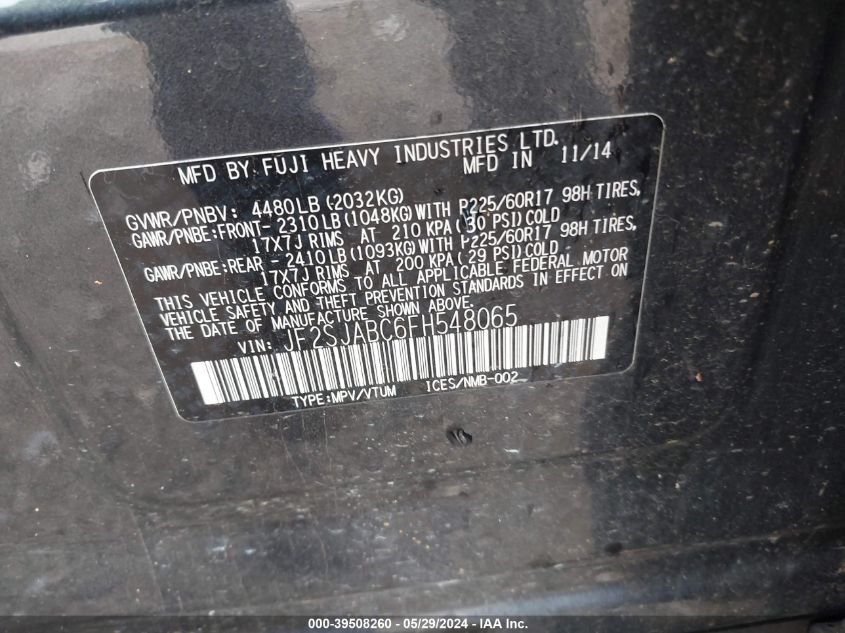 MFD BY FUJI HEAVY INDUSTRIES LTD.
MFD IN 11/14
GVWR/PNBV: 4480LB(2032KG)
GAWR/PNBE:FRONT- 2310LB(1048KG)WITH P225/60R17 98H TIRES,
17X7J RIMS AT 210 KPA(30 PSI)COLD
GAWR/PNBE:REAR - 2410LB(1093KG)WITH P225/60R17 98H TIRES,
17X7J RIMS AT 200 KPA(29 PSI)COLD.
THIS VEHICLE CONFORMS TO ALL APPLICABLE FEDERAL MOTOR
VEHICLE SAFETY AND THEFT PREVENTION STANDARDS IN EFFECT ON
THE DATE OF MANUFACTURE SHOWN ABOVE.
VIN: JF2SJABC6FH548065
TYPE:MPV/VTUM ICES/NMB-002
000-39508260 - 05/29/2024 - IAA Inc.